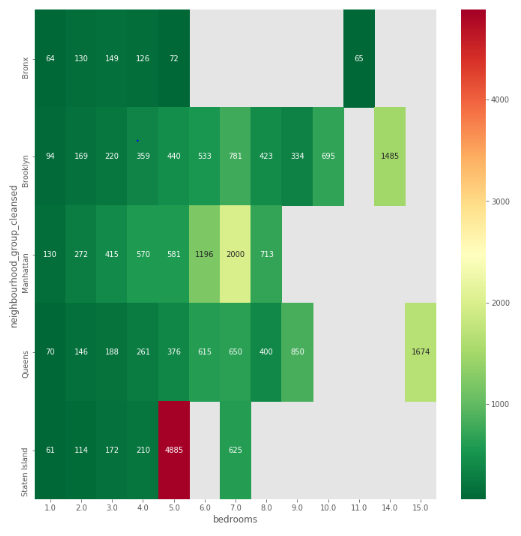 64 130 149 126 72 65
94 169 220 359 440 533 781 423 334 695 1485
130 272 415 570 581 1196 2000 713
70 146 188 261 376 615 650 400 850 1674
61 114 172 210 4885 625
Bronx
Brooklyn
Manhattan
Queens
Staten Island
neighbourhood_group_cleansed
1.0 2.0 3.0 4.0 5.0 6.0 7.0 8.0 9.0 10.0 11.0 14.0 15.0
bedrooms
4000
3000
2000
1000